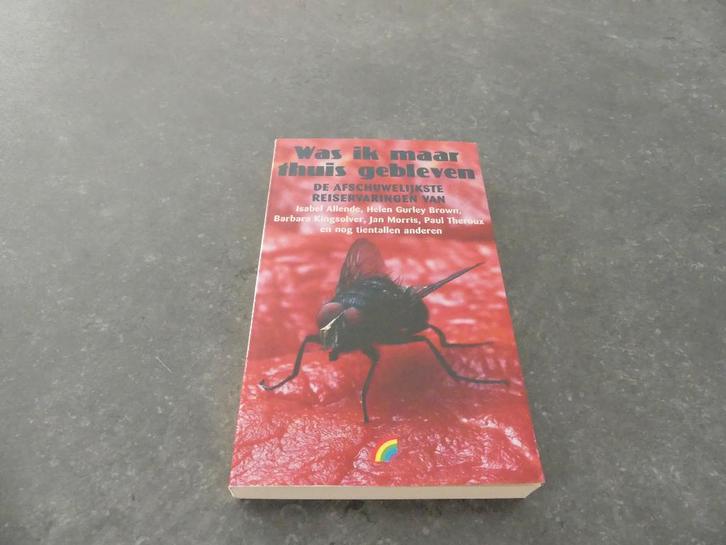 Was ik maar
thuis gebleven
DE AFSCHUWELIJKSTE
REISERVARINGEN VAN
Isabel Allende, Helen Gurley Brown,
Barbara Kingsolver, Jan Morris, Paul Theroux
en nog tientallen anderen